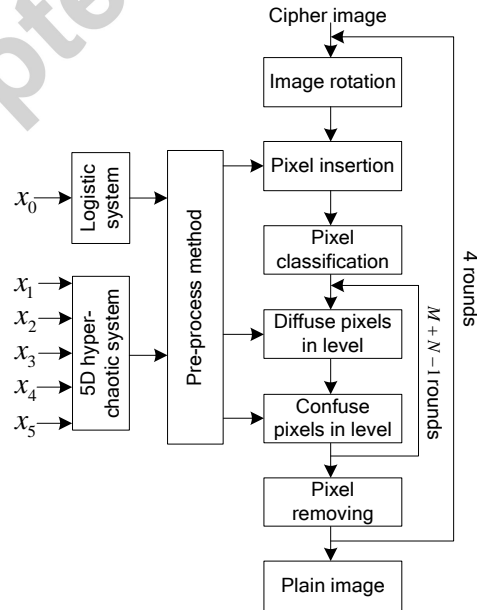 pte
Cipher image
Image rotation
Pixel insertion
Pixel
classification
Diffuse pixels
in level
Confuse
pixels in level
Pixel
removing
Plain image
x₀
Logistic
system
x₁
x₂
x₃
x₄
x₅
5D hyper-
chaotic system
Pre-process method
M + N − 1 rounds
4 rounds